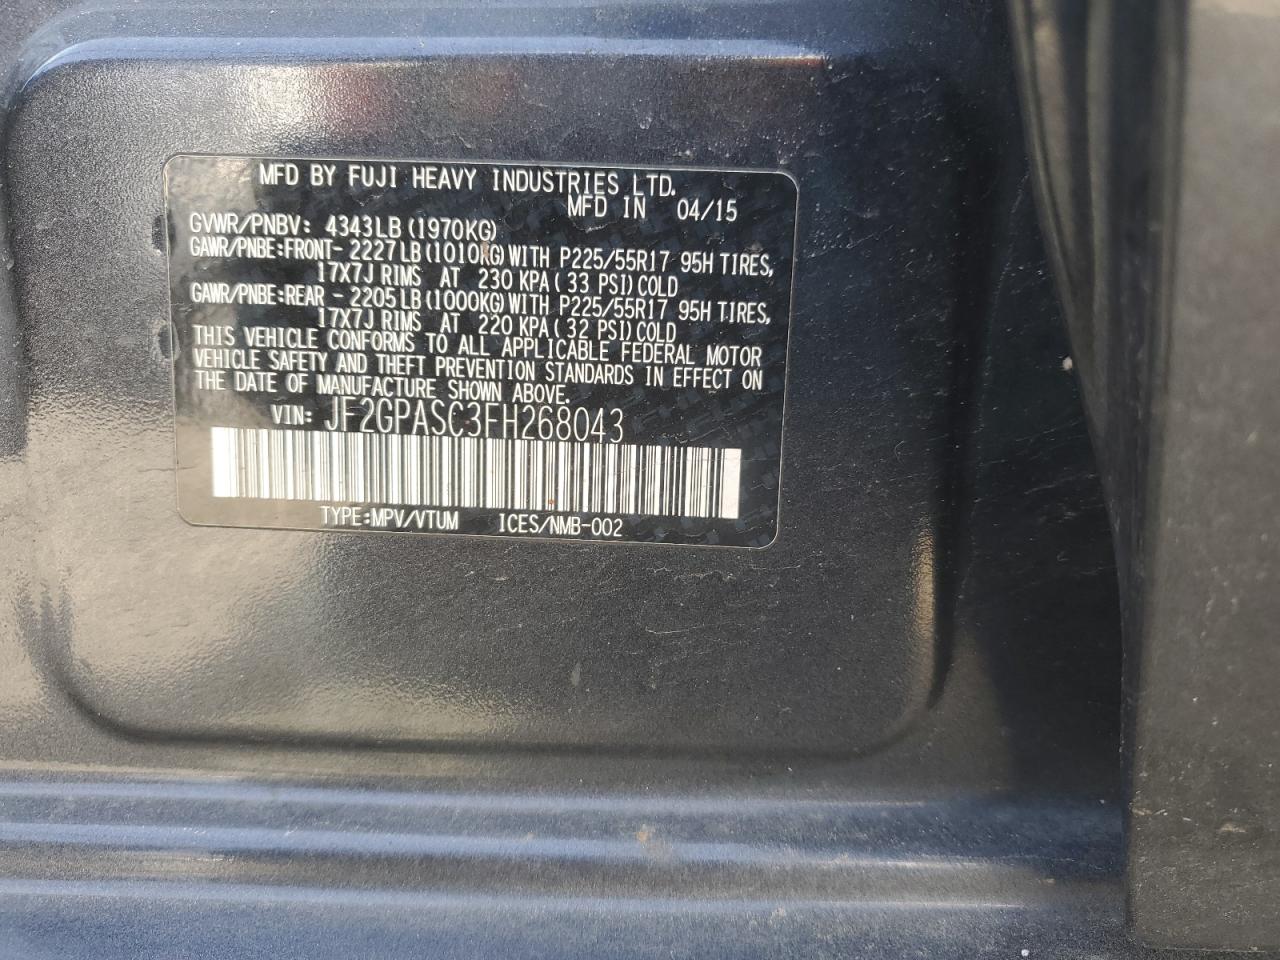 MFD BY FUJI HEAVY INDUSTRIES LTD.
MFD IN 04/15
GVWR/PNBV: 4343LB (1970KG)
GAWR/PNBE:FRONT- 2227LB (1010KG) WITH P225/55R17 95H TIRES,
17X7J RIMS AT 230 KPA ( 33 PSI) COLD
GAWR/PNBE:REAR - 2205LB (1000KG) WITH P225/55R17 95H TIRES,
17X7J RIMS AT 220 KPA ( 32 PSI) COLD
THIS VEHICLE CONFORMS TO ALL APPLICABLE FEDERAL MOTOR
VEHICLE SAFETY AND THEFT PREVENTION STANDARDS IN EFFECT ON
THE DATE OF MANUFACTURE SHOWN ABOVE.
VIN: JF2GPASC3FH268043
TYPE:MPV/VTUM ICES/NMB-002